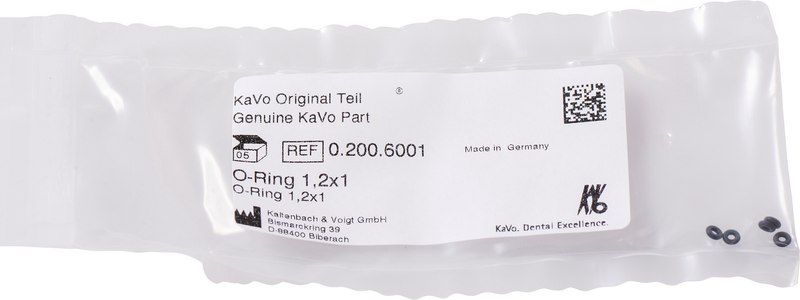 KaVo Original Teil ®
Genuine KaVo Part
05 REF 0.200.6001 Made in Germany
O-Ring 1,2x1
O-Ring 1,2x1
Kaltenbach & Voigt GmbH
Bismarckring 39
D-88400 Biberach
KaVo
KaVo. Dental Excellence.